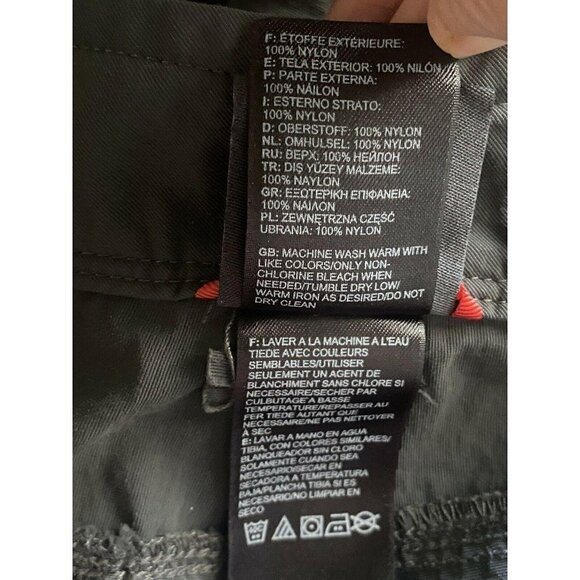 F: ÉTOFFE EXTÉRIEURE:
100% NYLON
E: TELA EXTERIOR: 100% NILÓN
P: PARTE EXTERNA:
100% NÁILON
I: ESTERNO STRATO:
100% NYLON
D: OBERSTOFF: 100% NYLON
NL: OMHULSEL: 100% NYLON
RU: ВЕРХ: 100% НЕЙЛОН
TR: DIŞ YÜZEY MALZEME:
100% NAYLON
GR: ΕΞΩΤΕΡΙΚΗ ΕΠΙΦΑΝΕΙΑ:
100% NAÏLON
PL: ZEWNĘTRZNA CZĘŚĆ
UBRANIA: 100% NYLON
GB: MACHINE WASH WARM WITH
LIKE COLORS/ONLY NON-
CHLORINE BLEACH WHEN
NEEDED/TUMBLE DRY LOW/
WARM IRON AS DESIRED/DO NOT
DRY CLEAN
F: LAVER A LA MACHINE A L'EAU
TIEDE AVEC COULEURS
SEMBLABLES/UTILISER
SEULEMENT UN AGENT DE
BLANCHIMENT SANS CHLORE SI
NECESSAIRE/SECHER PAR
CULBUTAGE A BASSE
TEMPERATURE/REPASSER AU
FER TIEDE AUTANT QUE
NECESSAIRE/NE PAS NETTOYER
A SEC
E: LAVAR A MANO EN AGUA
TIBIA, CON COLORES SIMILARES/
BLANQUEADOR SIN CLORO
SOLAMENTE CUANDO SEA
NECESARIO/SECAR EN
SECADORA A TEMPERATURA
BAJA/PLANCHA TIBIA SI ES
NECESARIO/NO LIMPIAR EN
SECO